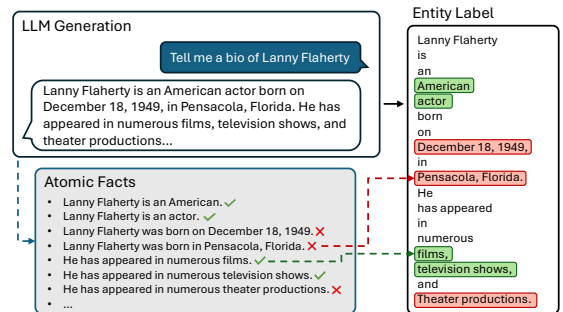 LLM Generation
Tell me a bio of Lanny Flaherty
Lanny Flaherty is an American actor born on
December 18, 1949, in Pensacola, Florida. He has
appeared in numerous films, television shows, and
theater productions...
Atomic Facts
• Lanny Flaherty is an American.
• Lanny Flaherty is an actor.
• Lanny Flaherty was born on December 18, 1949.
• Lanny Flaherty was born in Pensacola, Florida.
• He has appeared in numerous films.
• He has appeared in numerous television shows.
• He has appeared in numerous theater productions.
• ...
Entity Label
Lanny Flaherty
is
an
American
actor
born
on
December 18, 1949,
in
Pensacola, Florida.
He
has appeared
in
numerous
films,
television shows,
and
Theater productions.